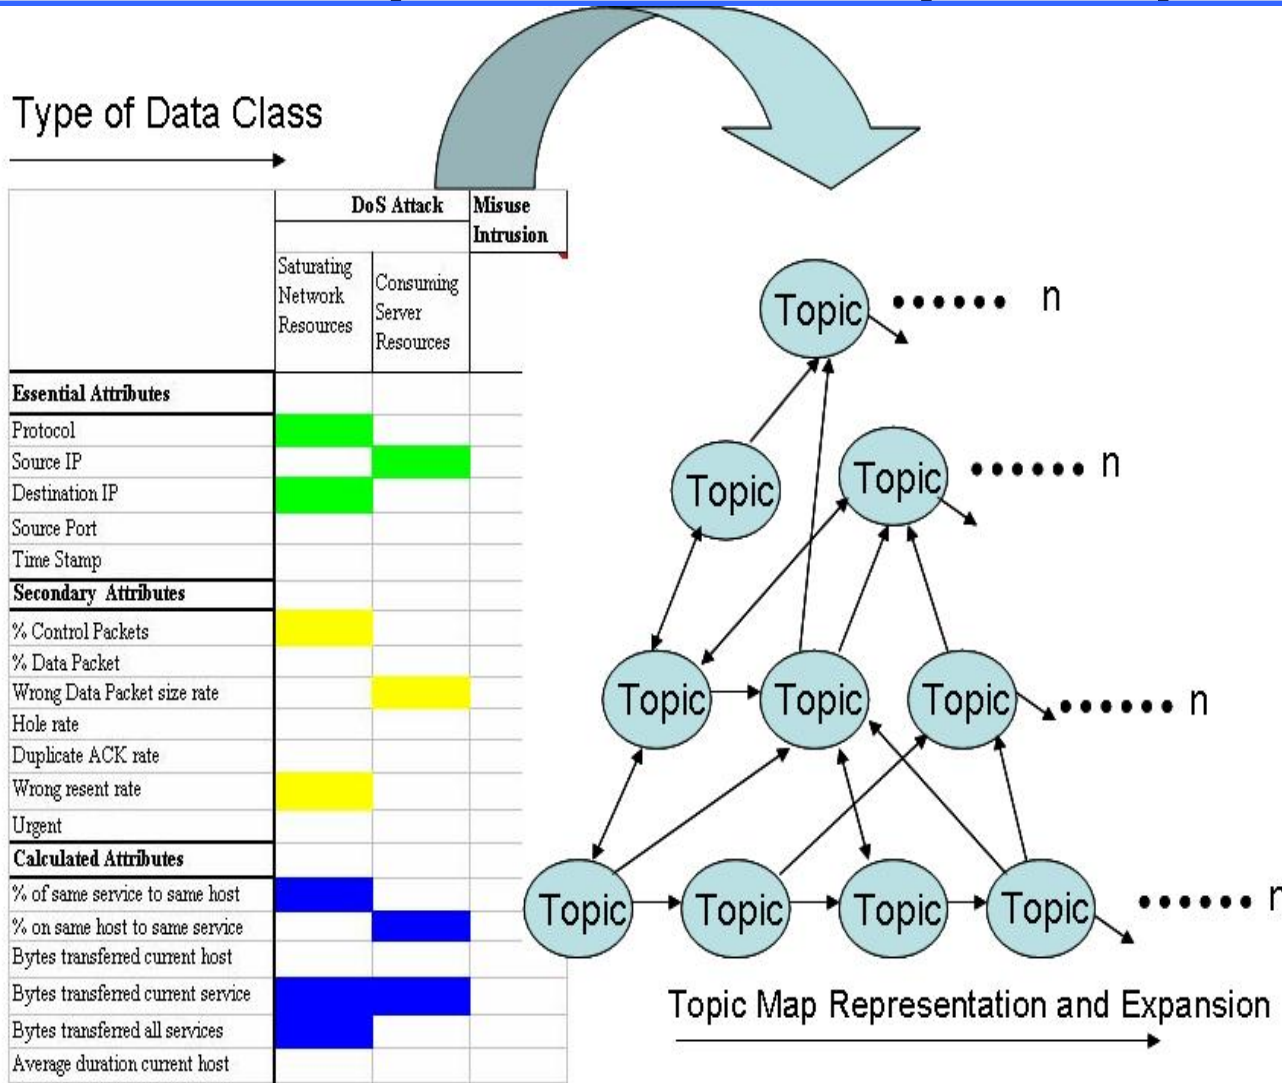 Type of Data Class
DoS Attack
Misuse
Intrusion
Saturating
Network
Resources
Consuming
Server
Resources
Essential Attributes
Protocol
Source IP
Destination IP
Source Port
Time Stamp
Secondary Attributes
% Control Packets
% Data Packet
Wrong Data Packet size rate
Hole rate
Duplicate ACK rate
Wrong resent rate
Urgent
Calculated Attributes
% of same service to same host
% on same host to same service
Bytes transferred current host
Bytes transferred current service
Bytes transferred all services
Average duration current host
Topic
n
Topic
Topic
n
Topic
Topic
Topic
n
Topic
Topic
Topic
Topic
n
Topic Map Representation and Expansion